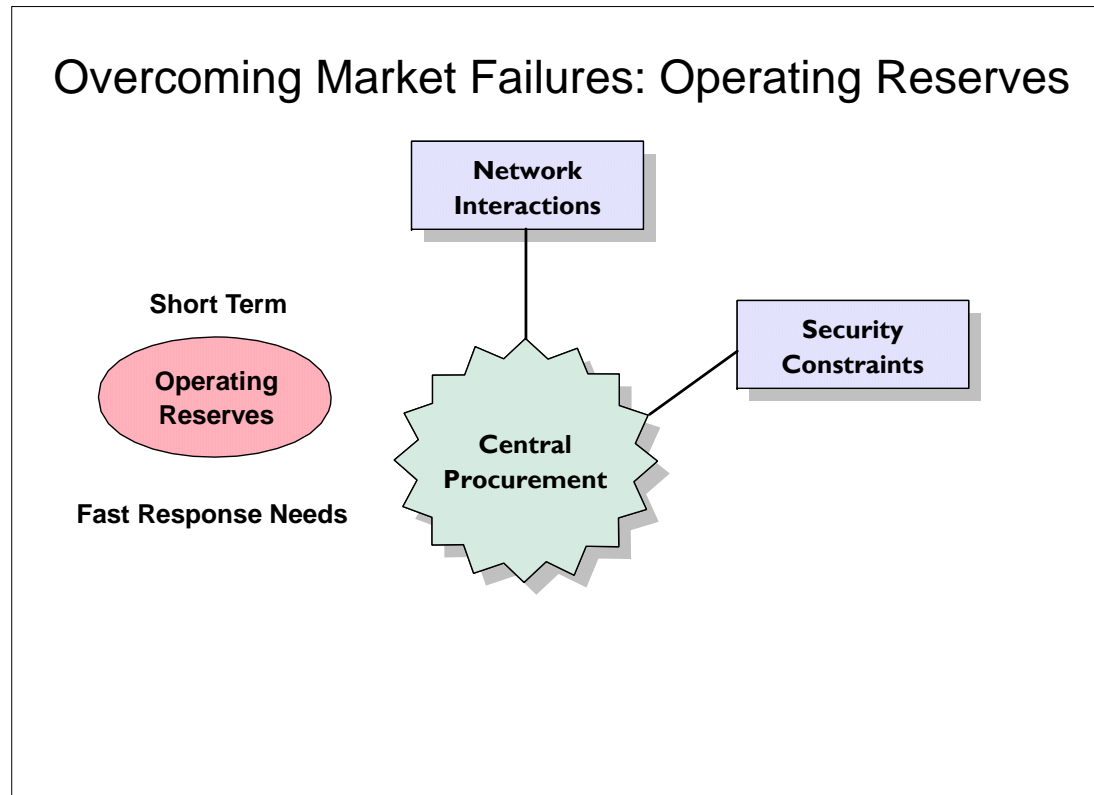 Overcoming Market Failures: Operating Reserves
Network
Interactions
Short Term
Security
Constraints
Operating
Reserves
Central
Procurement
Fast Response Needs